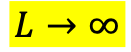 L → ∞